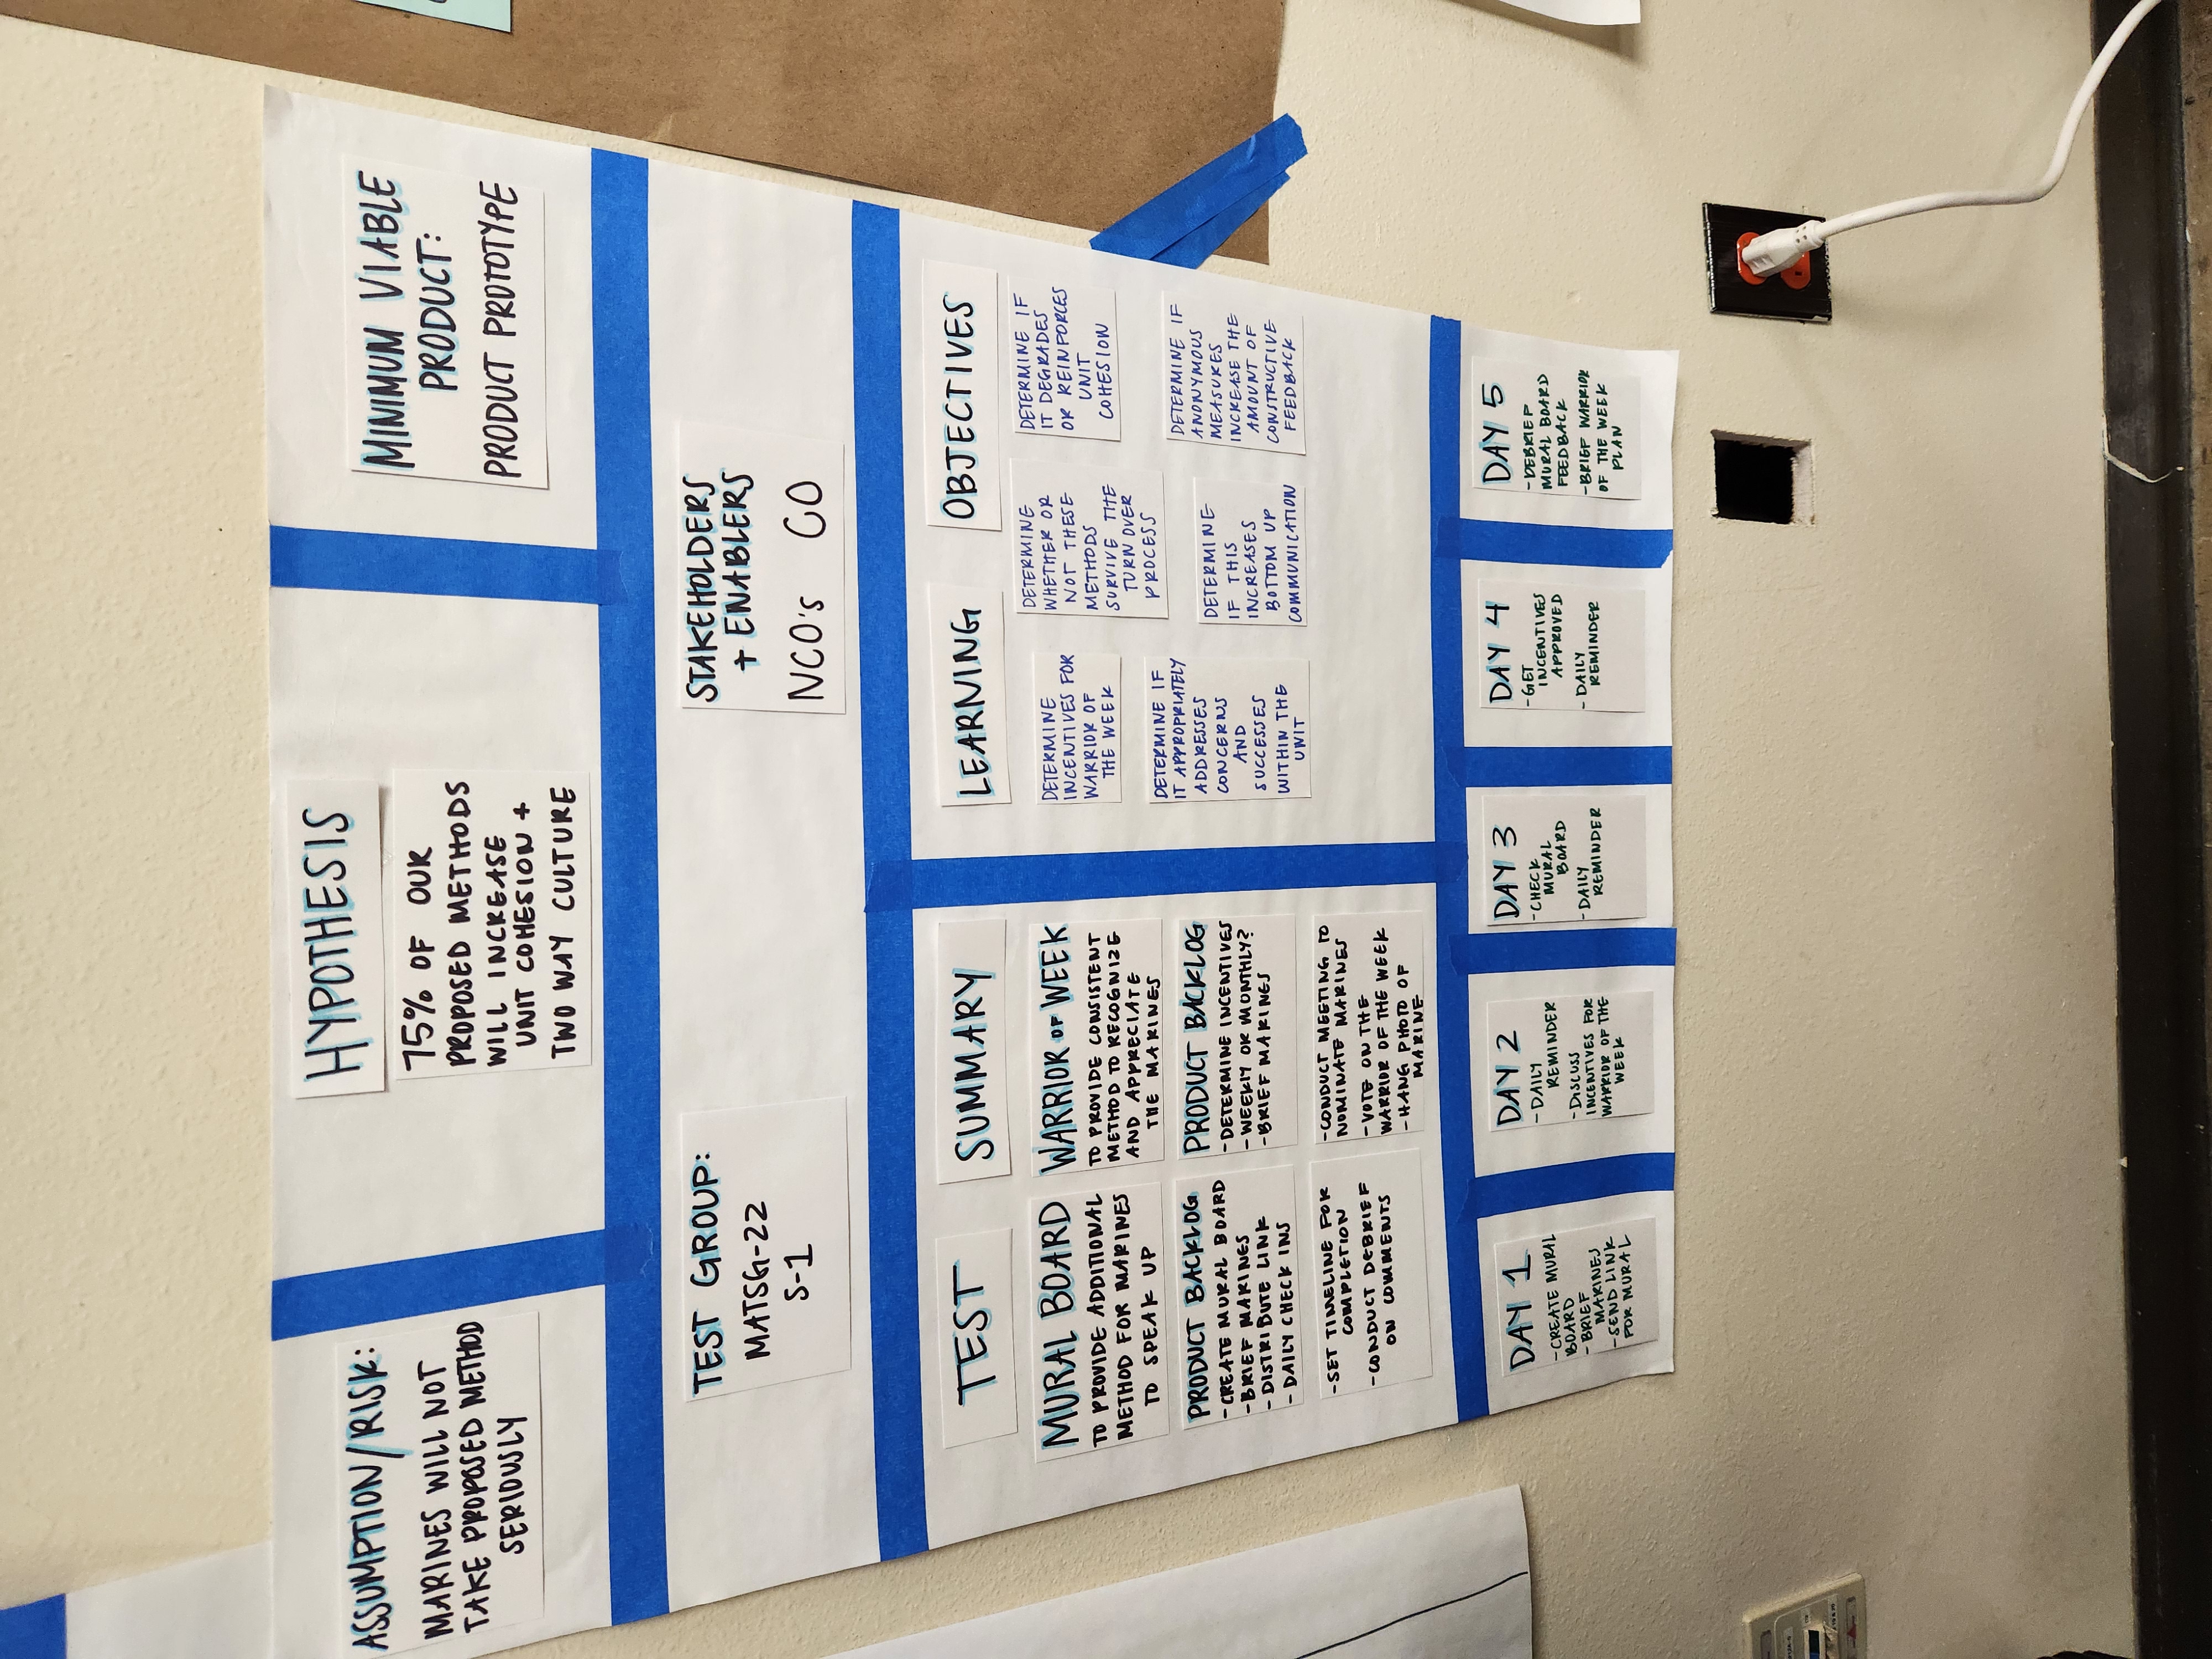 ASSUMPTION/RISK:
MARINES WILL NOT
TAKE PROPOSED METHOD
SERIOUSLY
HYPOTHESIS
75% OF OUR
PROPOSED METHODS
WILL INCREASE
UNIT COHESION +
TWO WAY CULTURE
MINIMUM VIABLE
PRODUCT:
PRODUCT PROTOTYPE
TEST GROUP:
MATSG-22
S-1
STAKEHOLDERS
+ ENABLERS
NCO's CO
TEST SUMMARY
MURAL BOARD
TO PROVIDE ADDITIONAL
METHOD FOR MARINES
TO SPEAK UP
PRODUCT BACKLOG
-CREATE MURAL BOARD
-BRIEF MARINES
-DISTRIBUTE LINK
-DAILY CHECK INS
-SET TIMELINE FOR
COMPLETION
-CONDUCT DEBRIEF
ON COMMENTS
WARRIOR OF WEEK
TO PROVIDE CONSISTENT
METHOD TO RECOGNIZE
AND APPRECIATE
THE MARINES
PRODUCT BACKLOG
-DETERMINE INCENTIVES
-WEEKLY OR MONTHLY?
-BRIEF MARINES
-CONDUCT MEETING TO
NOMINATE MARINES
-VOTE ON THE
WARRIOR OF THE WEEK
-HANG PHOTO OF
MARINE
LEARNING OBJECTIVES
DETERMINE
INCENTIVES FOR
WARRIOR OF
THE WEEK
DETERMINE
WHETHER OR
NOT THESE
METHODS
SURVIVE THE
TURN OVER
PROCESS
DETERMINE IF
IT DEGRADES
OR REINFORCES
UNIT
COHESION
DETERMINE IF
IT APPROPRIATELY
ADDRESSES
CONCERNS
AND
SUCCESSES
WITHIN THE
UNIT
DETERMINE
IF THIS
INCREASES
BOTTOM UP
COMMUNICATION
DETERMINE IF
ANONYMOUS
MEASURES
INCREASE THE
AMOUNT OF
CONSTRUCTIVE
FEEDBACK
DAY 1
-CREATE MURAL
BOARD
-BRIEF
MARINES
-SEND LINK
FOR MURAL
DAY 2
-DAILY
REMINDER
-DISCUSS
INCENTIVES FOR
WARRIOR OF THE
WEEK
DAY 3
-CHECK
MURAL
BOARD
-DAILY
REMINDER
DAY 4
-GET
INCENTIVES
APPROVED
-DAILY
REMINDER
DAY 5
-DEBRIEF
MURAL BOARD
FEEDBACK
-BRIEF WARRIOR
OF THE WEEK
PLAN